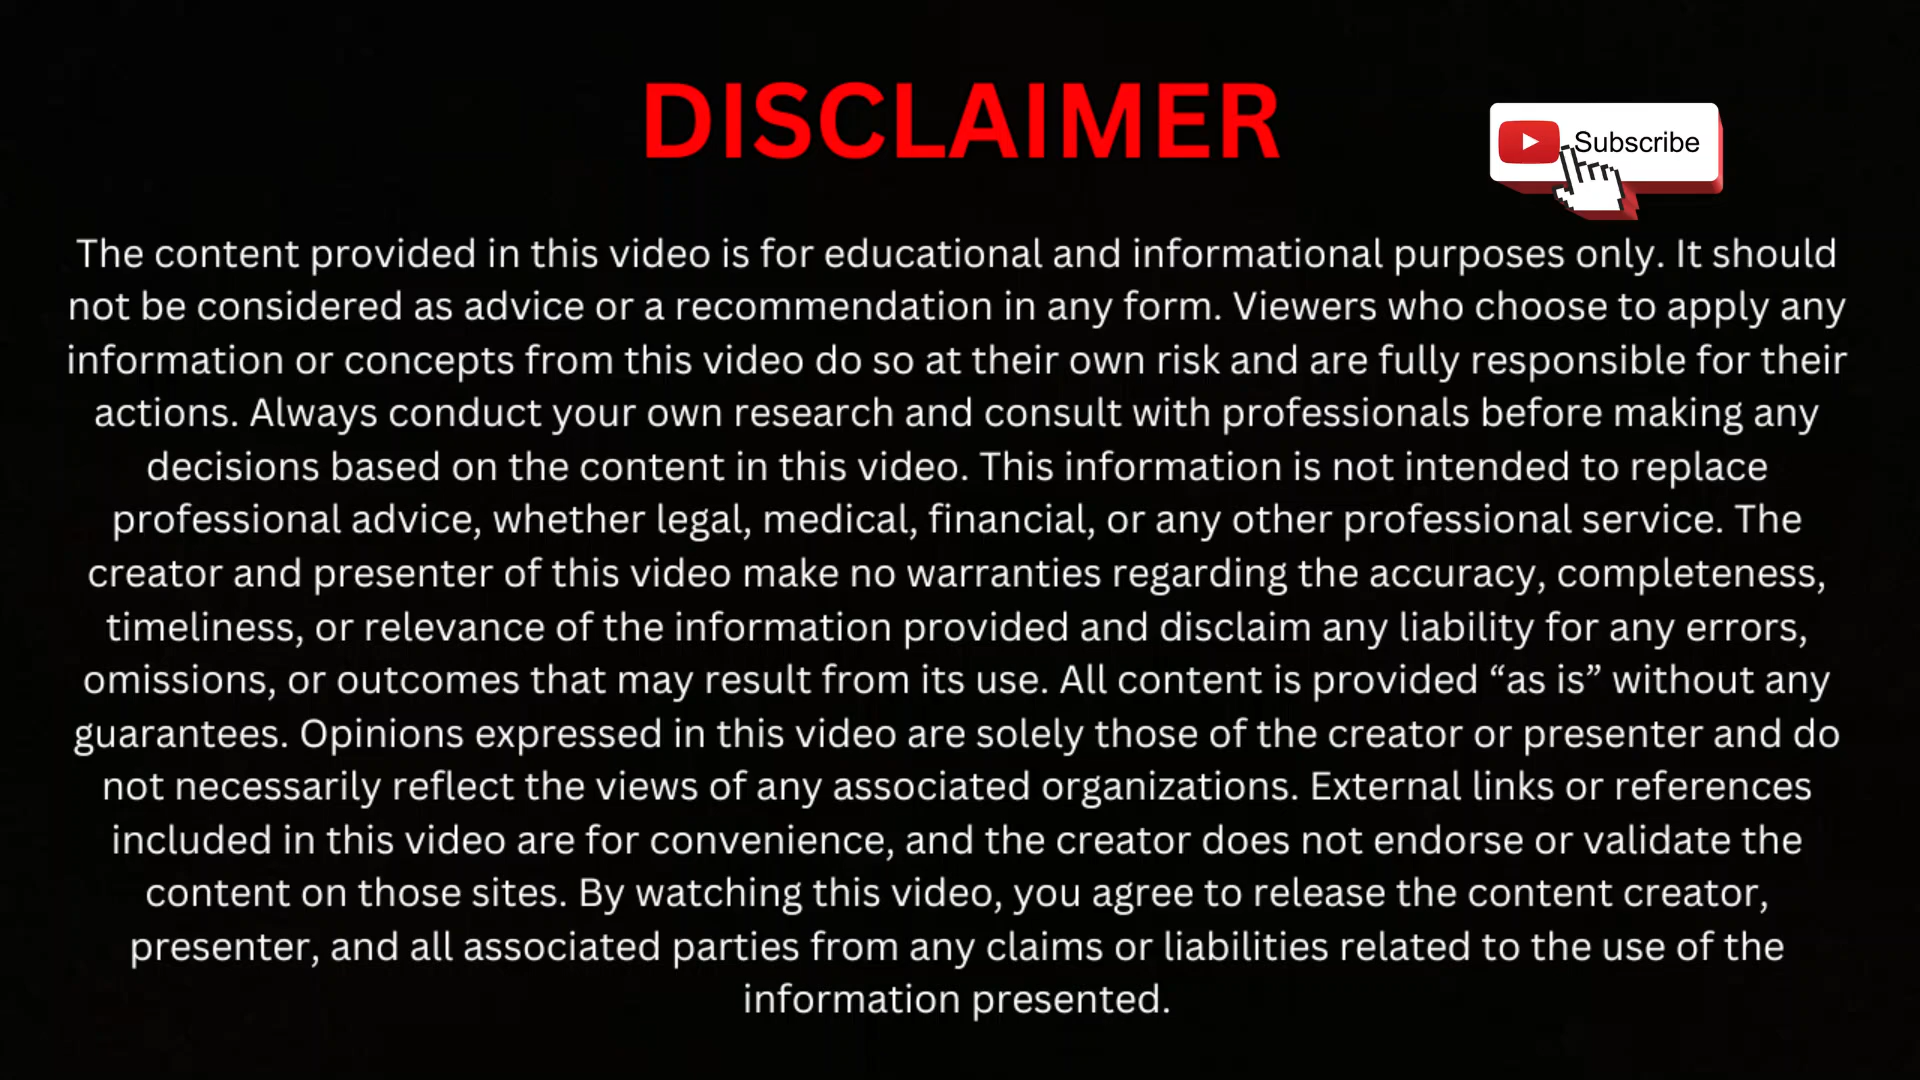 DISCLAIMER
Subscribe
The content provided in this video is for educational and informational purposes only. It should
not be considered as advice or a recommendation in any form. Viewers who choose to apply any
information or concepts from this video do so at their own risk and are fully responsible for their
actions. Always conduct your own research and consult with professionals before making any
decisions based on the content in this video. This information is not intended to replace
professional advice, whether legal, medical, financial, or any other professional service. The
creator and presenter of this video make no warranties regarding the accuracy, completeness,
timeliness, or relevance of the information provided and disclaim any liability for any errors,
omissions, or outcomes that may result from its use. All content is provided “as is” without any
guarantees. Opinions expressed in this video are solely those of the creator or presenter and do
not necessarily reflect the views of any associated organizations. External links or references
included in this video are for convenience, and the creator does not endorse or validate the
content on those sites. By watching this video, you agree to release the content creator,
presenter, and all associated parties from any claims or liabilities related to the use of the
information presented.